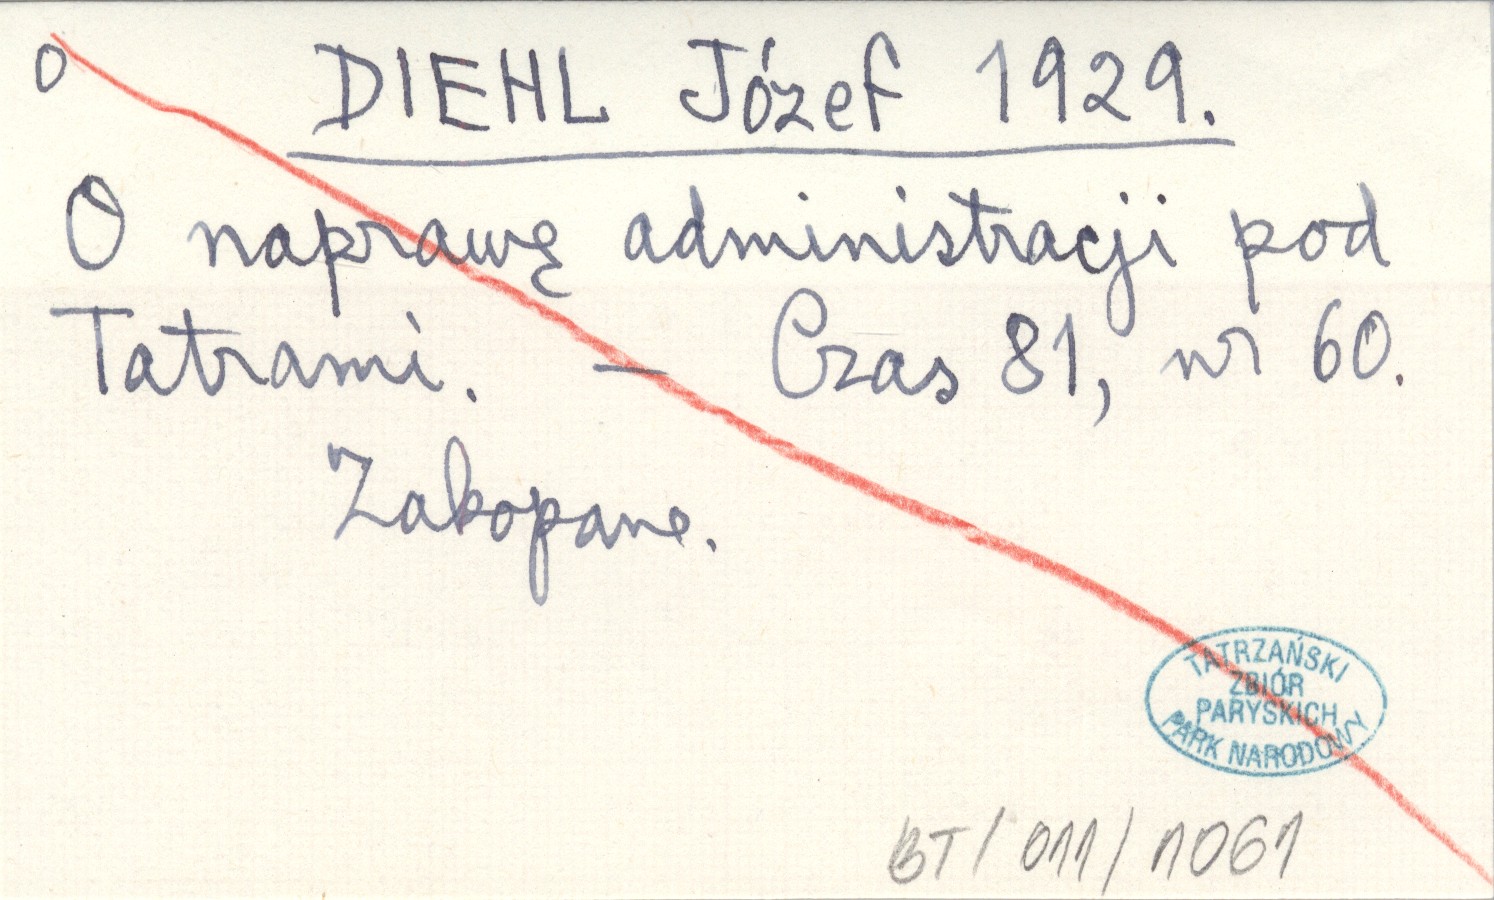 O DIEHL Józef 1929.
O naprawę administracji pod
Tatrami. — Czas 81, nr 60.
Zakopane.
TATRZAŃSKI
ZBIÓR
PARYSKICH
PARK NARODOWY
BT/011/1061